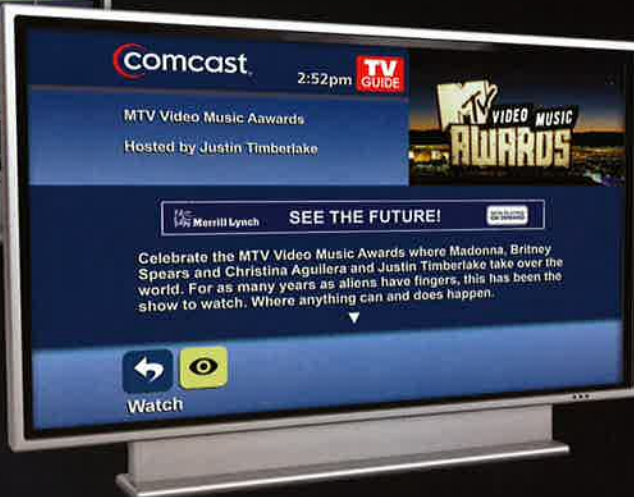 comcast.
2:52pm
TV
GUIDE
MTV Video Music Aawards
Hosted by Justin Timberlake
MTV VIDEO MUSIC
AWARDS
Merrill Lynch SEE THE FUTURE!
Celebrate the MTV Video Music Awards where Madonna, Britney
Spears and Christina Aguilera and Justin Timberlake take over the
world. For as many years as aliens have fingers, this has been the
show to watch. Where anything can and does happen.
Watch